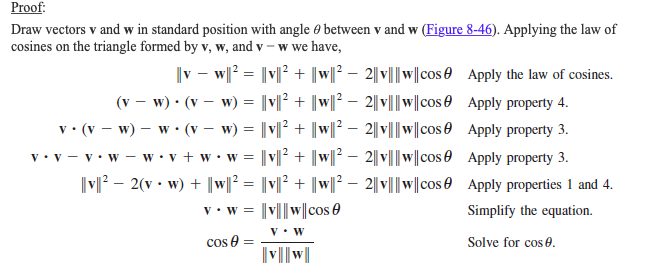 Proof:
Draw vectors v and w in standard position with angle θ between v and w (Figure 8-46). Applying the law of
cosines on the triangle formed by v, w, and v − w we have,
‖v − w‖² = ‖v‖² + ‖w‖² − 2‖v‖‖w‖cos θ Apply the law of cosines.
(v − w) · (v − w) = ‖v‖² + ‖w‖² − 2‖v‖‖w‖cos θ Apply property 4.
v · (v − w) − w · (v − w) = ‖v‖² + ‖w‖² − 2‖v‖‖w‖cos θ Apply property 3.
v · v − v · w − w · v + w · w = ‖v‖² + ‖w‖² − 2‖v‖‖w‖cos θ Apply property 3.
‖v‖² − 2(v · w) + ‖w‖² = ‖v‖² + ‖w‖² − 2‖v‖‖w‖cos θ Apply properties 1 and 4.
v · w = ‖v‖‖w‖cos θ Simplify the equation.
cos θ = v · w / ‖v‖‖w‖ Solve for cos θ.